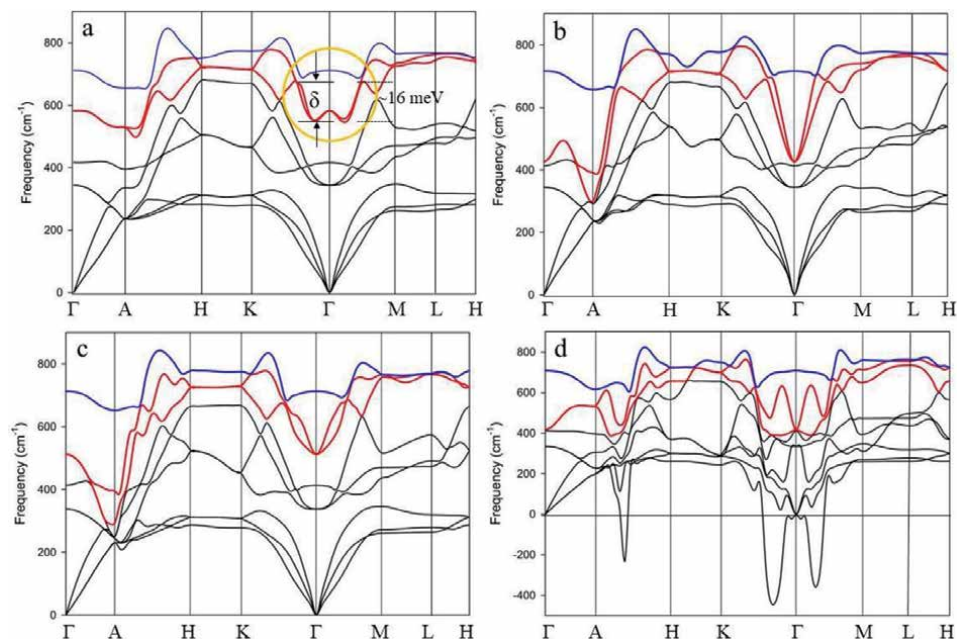 a
800
600
400
200
0
Frequency (cm⁻¹)
δ
~16 meV
Γ A H K Γ M L H
b
800
600
400
200
0
Frequency (cm⁻¹)
Γ A H K Γ M L H
c
800
600
400
200
0
Frequency (cm⁻¹)
Γ A H K Γ M L H
d
800
600
400
200
0
-200
-400
Frequency (cm⁻¹)
Γ A H K Γ M L H